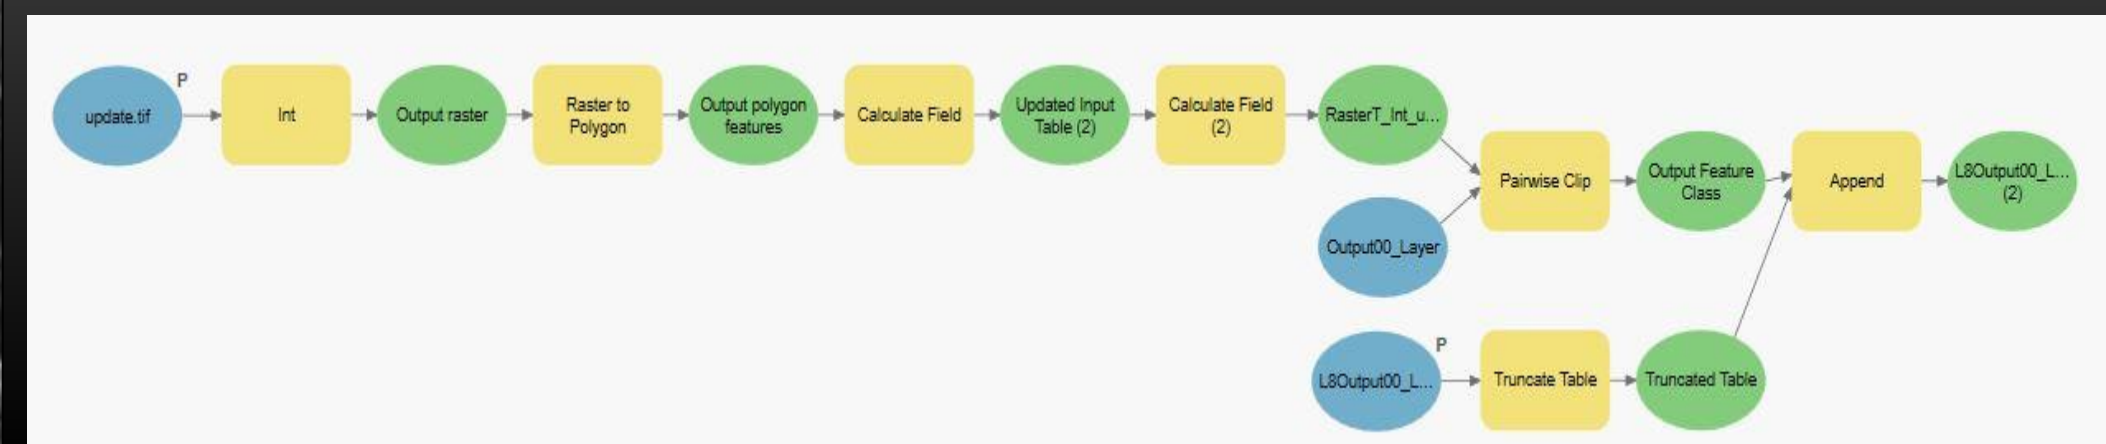 P
update.tif
Int
Output raster
Raster to
Polygon
Output polygon
features
Calculate Field
Updated Input
Table (2)
Calculate Field
(2)
RasterT_Int_u...
Output00_Layer
Pairwise Clip
Output Feature
Class
Append
L8Output00_L...
(2)
P
L8Output00_L...
Truncate Table
Truncated Table